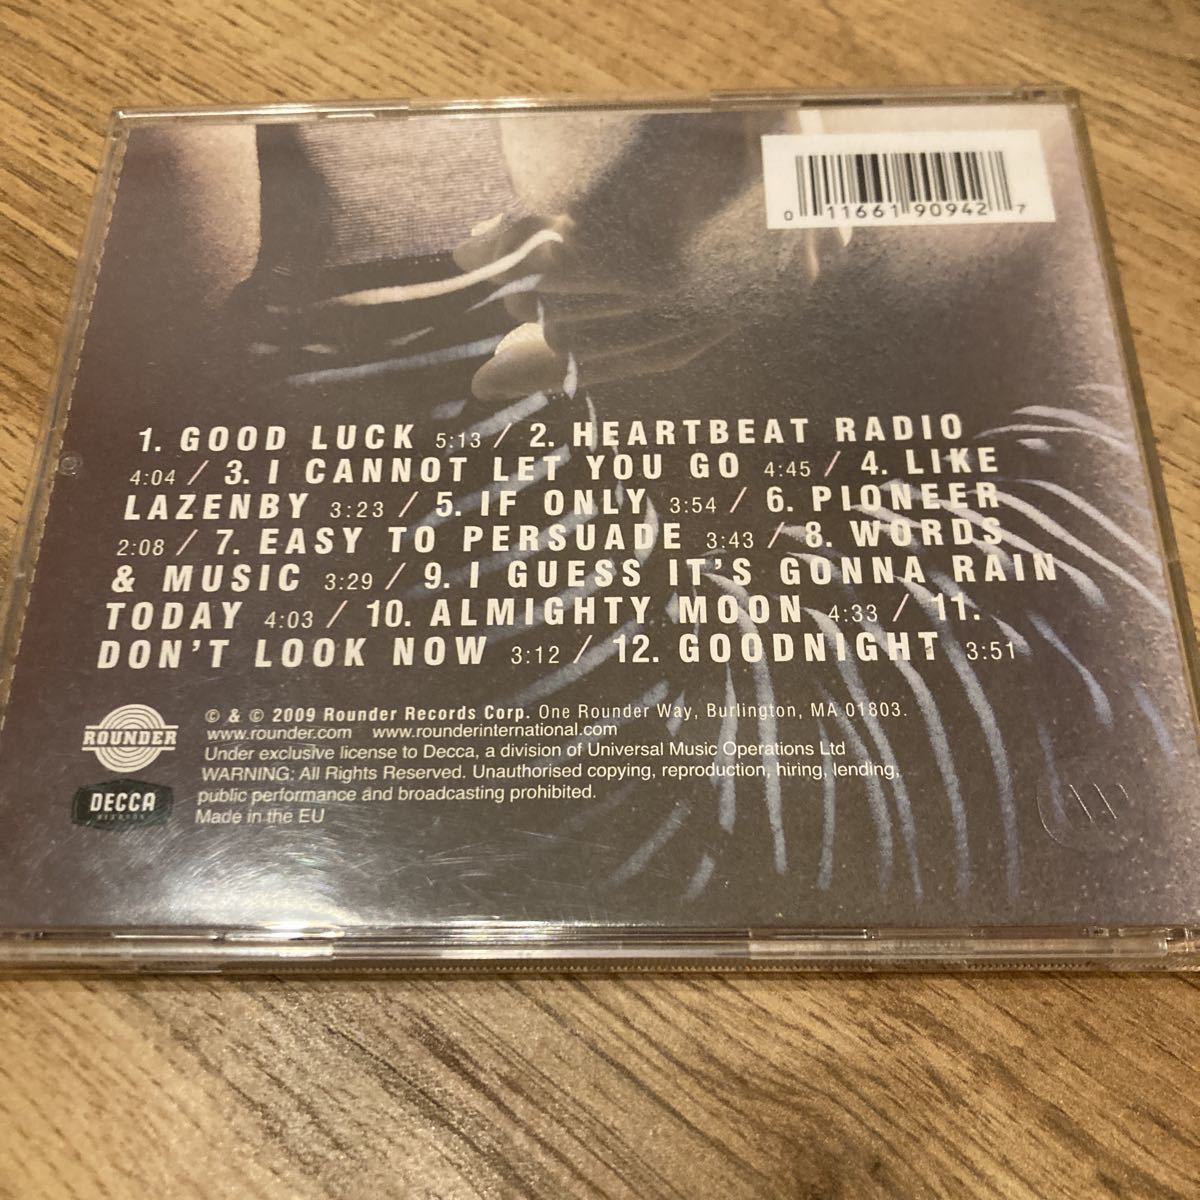 0 11661 90942 7
1. GOOD LUCK 5:13 / 2. HEARTBEAT RADIO
4:04 / 3. I CANNOT LET YOU GO 4:45 / 4. LIKE
LAZENBY 3:23 / 5. IF ONLY 3:54 / 6. PIONEER
2:08 / 7. EASY TO PERSUADE 3:43 / 8. WORDS
& MUSIC 3:29 / 9. I GUESS IT'S GONNA RAIN
TODAY 4:03 / 10. ALMIGHTY MOON 4:33 / 11.
DON'T LOOK NOW 3:12 / 12. GOODNIGHT 3:51
ROUNDER
DECCA
RECORDS
© & © 2009 Rounder Records Corp. One Rounder Way, Burlington, MA 01803.
www.rounder.com www.rounderinternational.com
Under exclusive license to Decca, a division of Universal Music Operations Ltd
WARNING: All Rights Reserved. Unauthorised copying, reproduction, hiring, lending,
public performance and broadcasting prohibited.
Made in the EU